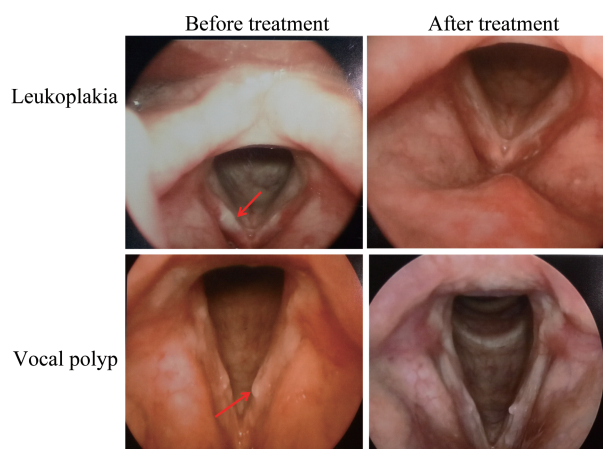 Before treatment
After treatment
Leukoplakia
Vocal polyp